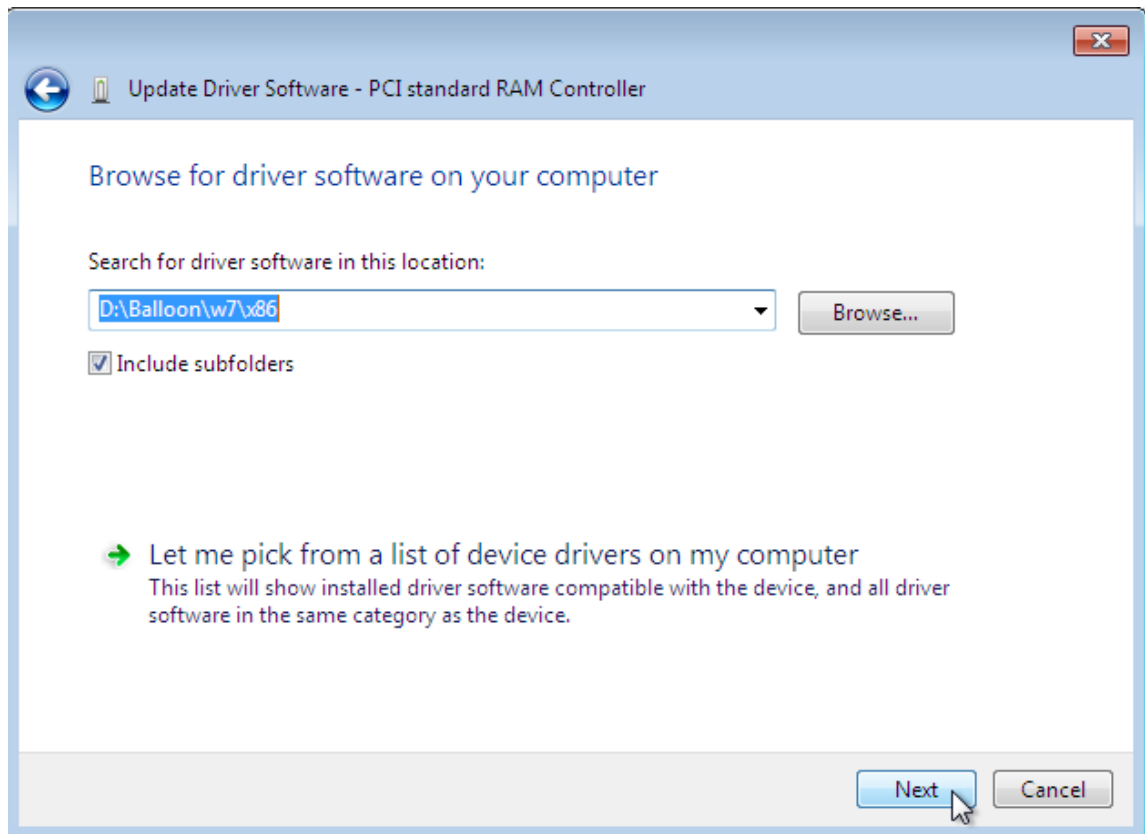 Update Driver Software - PCI standard RAM Controller
Browse for driver software on your computer
Search for driver software in this location:
D:\Balloon\w7\x86
Browse...
Include subfolders
Let me pick from a list of device drivers on my computer
This list will show installed driver software compatible with the device, and all driver
software in the same category as the device.
Next
Cancel